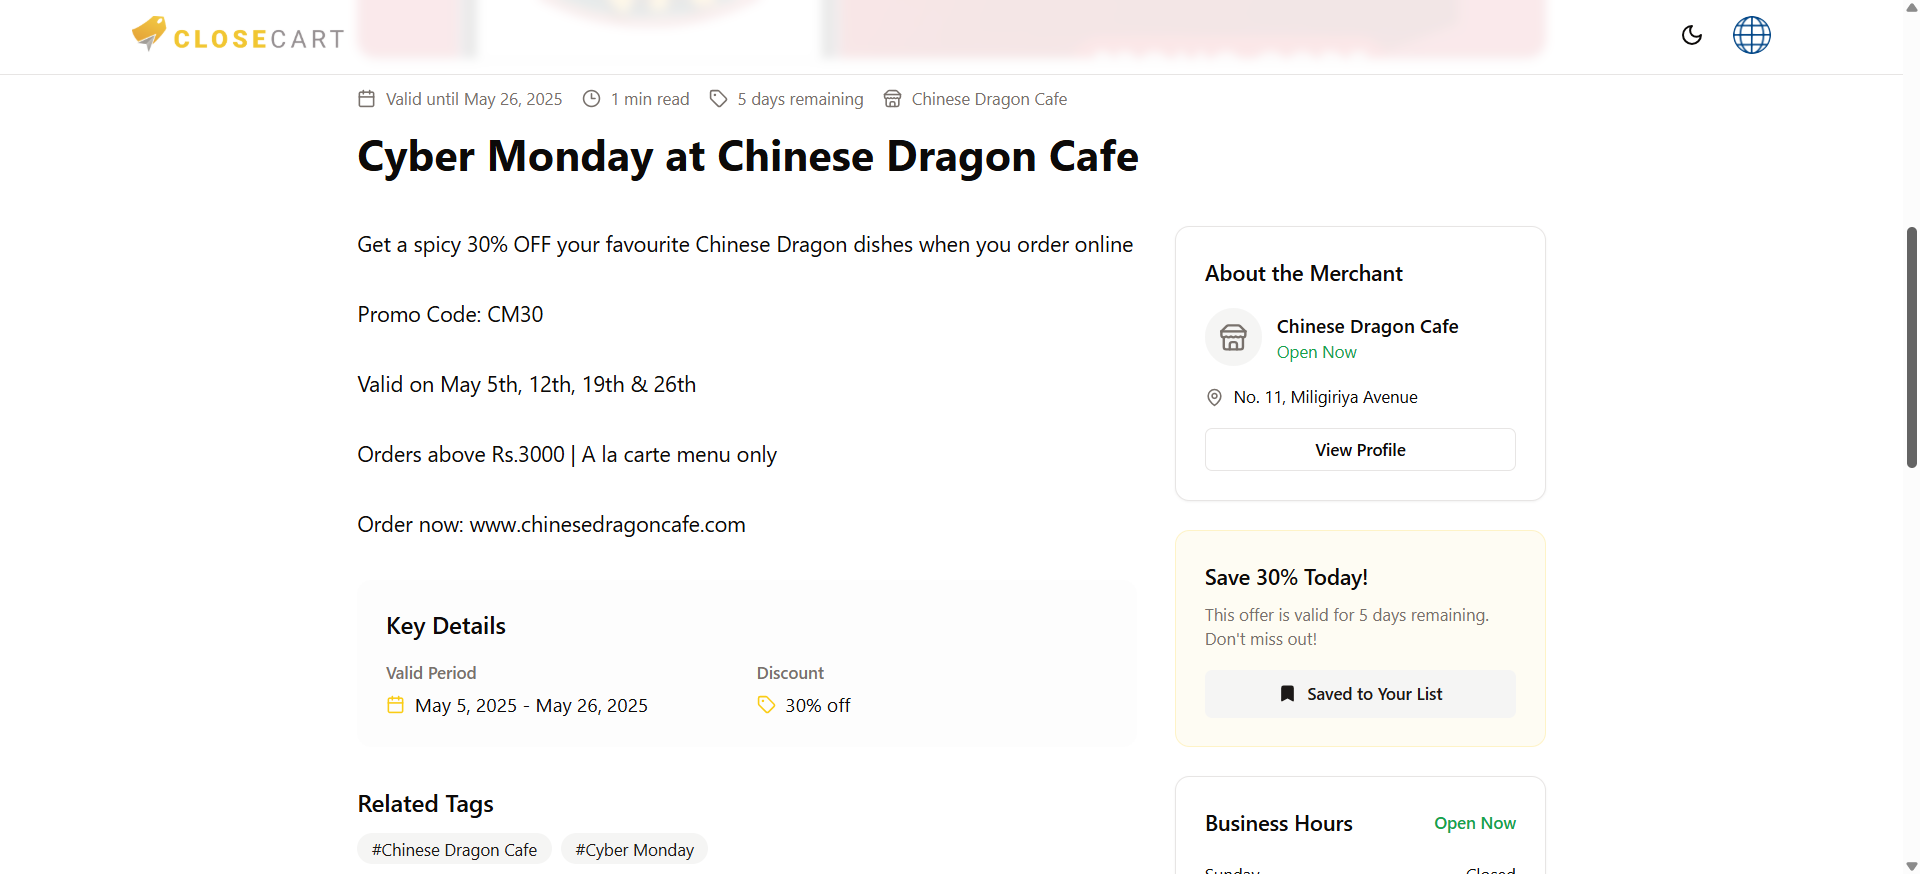 CLOSECART
Valid until May 26, 2025 1 min read 5 days remaining Chinese Dragon Cafe
Cyber Monday at Chinese Dragon Cafe
Get a spicy 30% OFF your favourite Chinese Dragon dishes when you order online
Promo Code: CM30
Valid on May 5th, 12th, 19th & 26th
Orders above Rs.3000 | A la carte menu only
Order now: www.chinesedragoncafe.com
Key Details
Valid Period
May 5, 2025 - May 26, 2025
Discount
30% off
Related Tags
#Chinese Dragon Cafe #Cyber Monday
About the Merchant
Chinese Dragon Cafe
Open Now
No. 11, Miligiriya Avenue
View Profile
Save 30% Today!
This offer is valid for 5 days remaining.
Don't miss out!
Saved to Your List
Business Hours Open Now
Sunday Closed